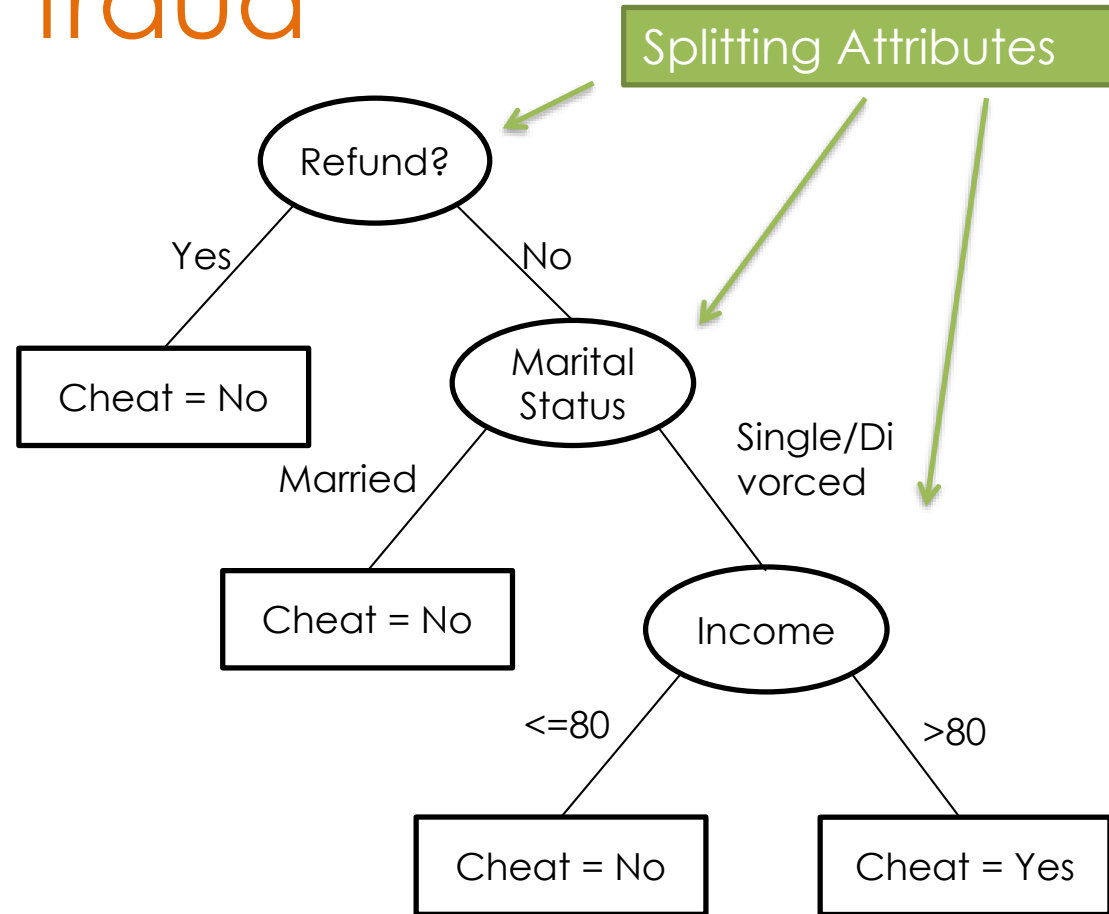 fraud
Splitting Attributes
Refund?
Yes
No
Cheat = No
Marital
Status
Married
Single/Di
vorced
Cheat = No
Income
<=80
>80
Cheat = No
Cheat = Yes